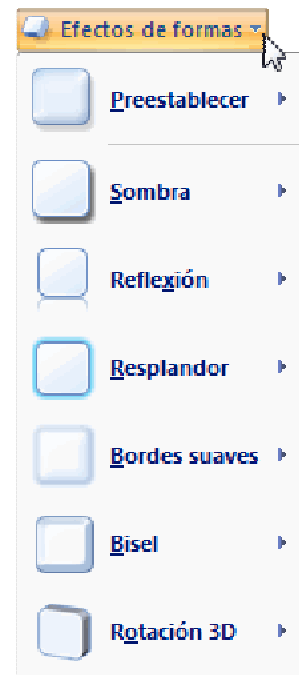 Efectos de formas
Preestablecer
Sombra
Reflexión
Resplandor
Bordes suaves
Bisel
Rotación 3D